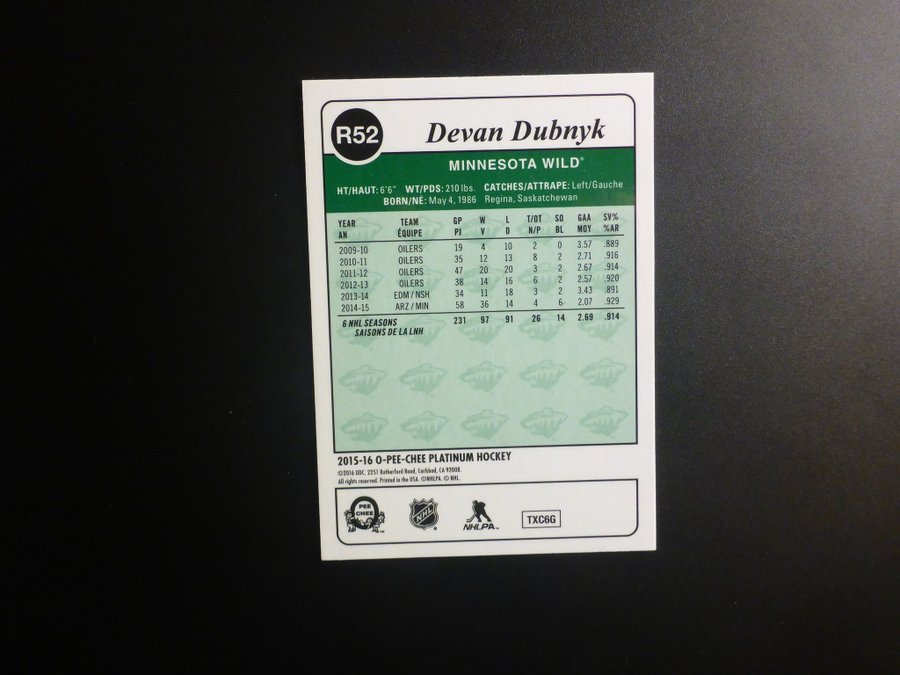 R52
Devan Dubnyk
MINNESOTA WILD®
HT/HAUT: 6'6" WT/PDS: 210 lbs. CATCHES/ATTRAPE: Left/Gauche
BORN/NÉ: May 4, 1986 Regina, Saskatchewan
YEAR TEAM GP W L T/OT SO GAA SV%
AN ÉQUIPE PJ V D N/P BL MOY %AR
2009-10 OILERS 19 4 10 2 0 3.57 .889
2010-11 OILERS 35 12 13 8 2 2.71 .916
2011-12 OILERS 47 20 20 3 2 2.67 .914
2012-13 OILERS 38 14 16 6 2 2.57 .920
2013-14 EDM / NSH 34 11 18 3 2 3.43 .891
2014-15 ARZ / MIN 58 36 14 4 6 2.07 .929
6 NHL SEASONS 231 97 91 26 14 2.69 .914
SAISONS DE LA LNH
2015-16 O-PEE-CHEE PLATINUM HOCKEY
©2016 UDC. 2251 Rutherford Road, Carlsbad, CA 92008.
All rights reserved. Printed in the USA. ©NHLPA. © NHL.
PEE CHEE NHL NHLPA™ TXC6G